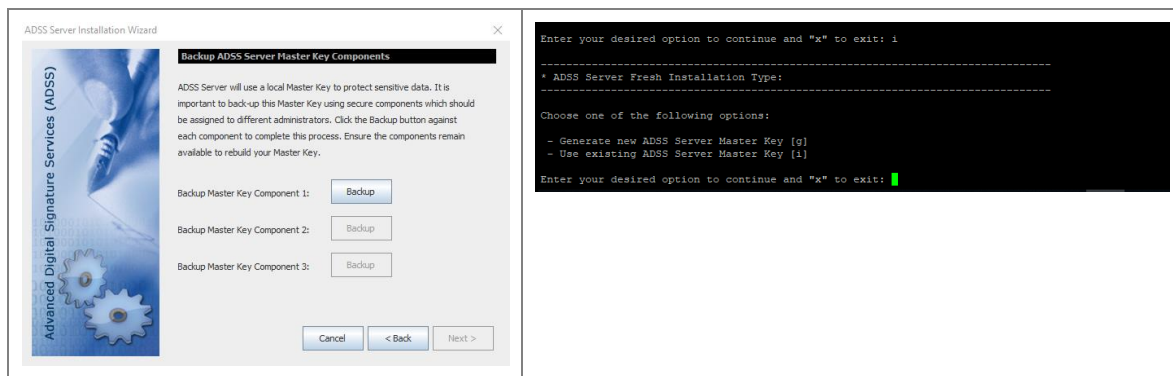 ADSS Server Installation Wizard
Advanced Digital Signature Services (ADSS)
Backup ADSS Server Master Key Components
ADSS Server will use a local Master Key to protect sensitive data. It is
important to back-up this Master Key using secure components which should
be assigned to different administrators. Click the Backup button against
each component to complete this process. Ensure the components remain
available to rebuild your Master Key.
Backup Master Key Component 1: Backup
Backup Master Key Component 2: Backup
Backup Master Key Component 3: Backup
Cancel < Back Next >
Enter your desired option to continue and "x" to exit: i
--------------------------------------------------------------------------------
* ADSS Server Fresh Installation Type:
--------------------------------------------------------------------------------
Choose one of the following options:
- Generate new ADSS Server Master Key [g]
- Use existing ADSS Server Master Key [i]
Enter your desired option to continue and "x" to exit: